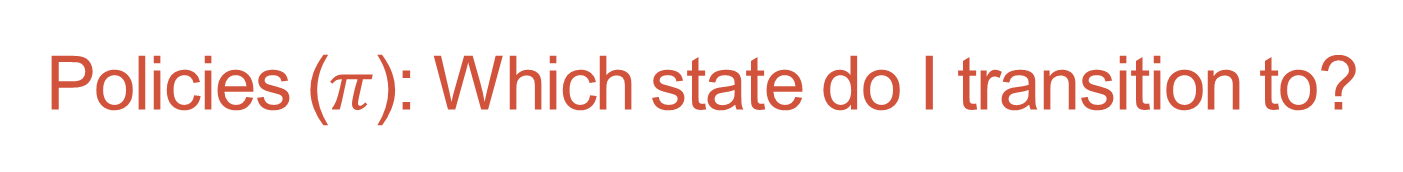 Policies (𝜋): Which state do I transition to?